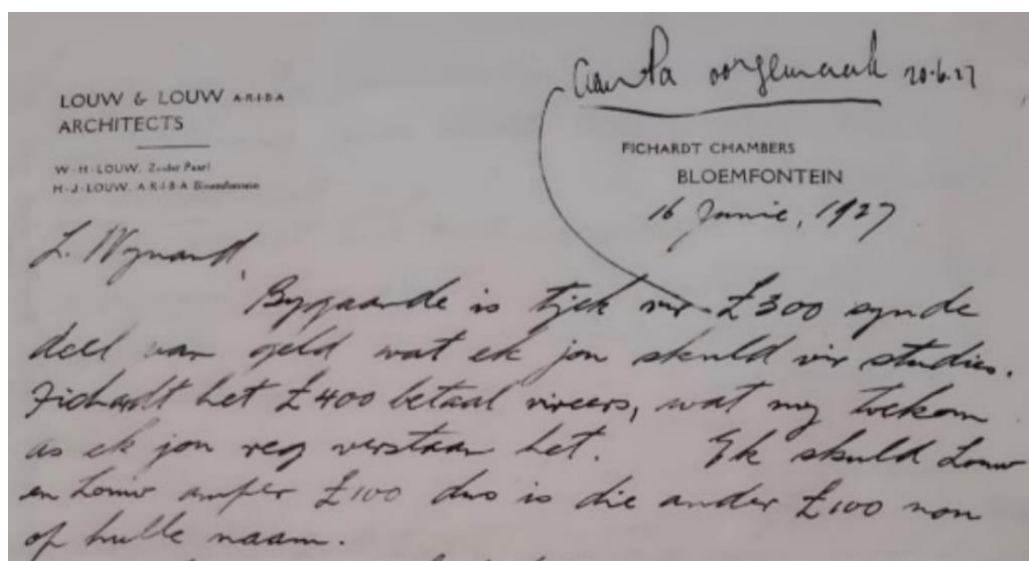 LOUW & LOUW A·R·I·B·A
ARCHITECTS
W·H·LOUW, Zuider Paarl
H·J·LOUW, A·R·I·B·A Bloemfontein
aan Pa oorgemaak 20·6·27
FICHARDT CHAMBERS
BLOEMFONTEIN
16 Junie, 1927
L. Wynand,
Bygaande is tjek vir £300 synde
deel van geld wat ek jou skuld vir studies.
Fichardt het £400 betaal vireers, wat my toekom
as ek jou reg verstaan het. Ek skuld Louw
en Louw amper £100 dus is die ander £100 nou
op hulle naam.